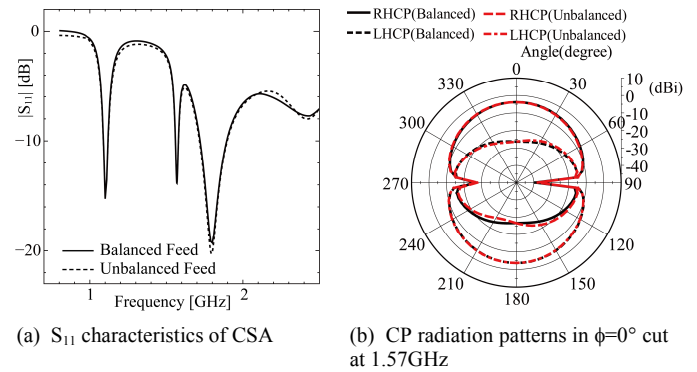 0
−10
−20
|S₁₁| [dB]
Balanced Feed
Unbalanced Feed
1
2
Frequency [GHz]
(a) S₁₁ characteristics of CSA
RHCP(Balanced)
RHCP(Unbalanced)
LHCP(Balanced)
LHCP(Unbalanced)
Angle(degree)
0
30
60
90
120
150
180
210
240
270
300
330
10
0
-10
-20
-30
-40
(dBi)
(b) CP radiation patterns in ϕ=0° cut
at 1.57GHz